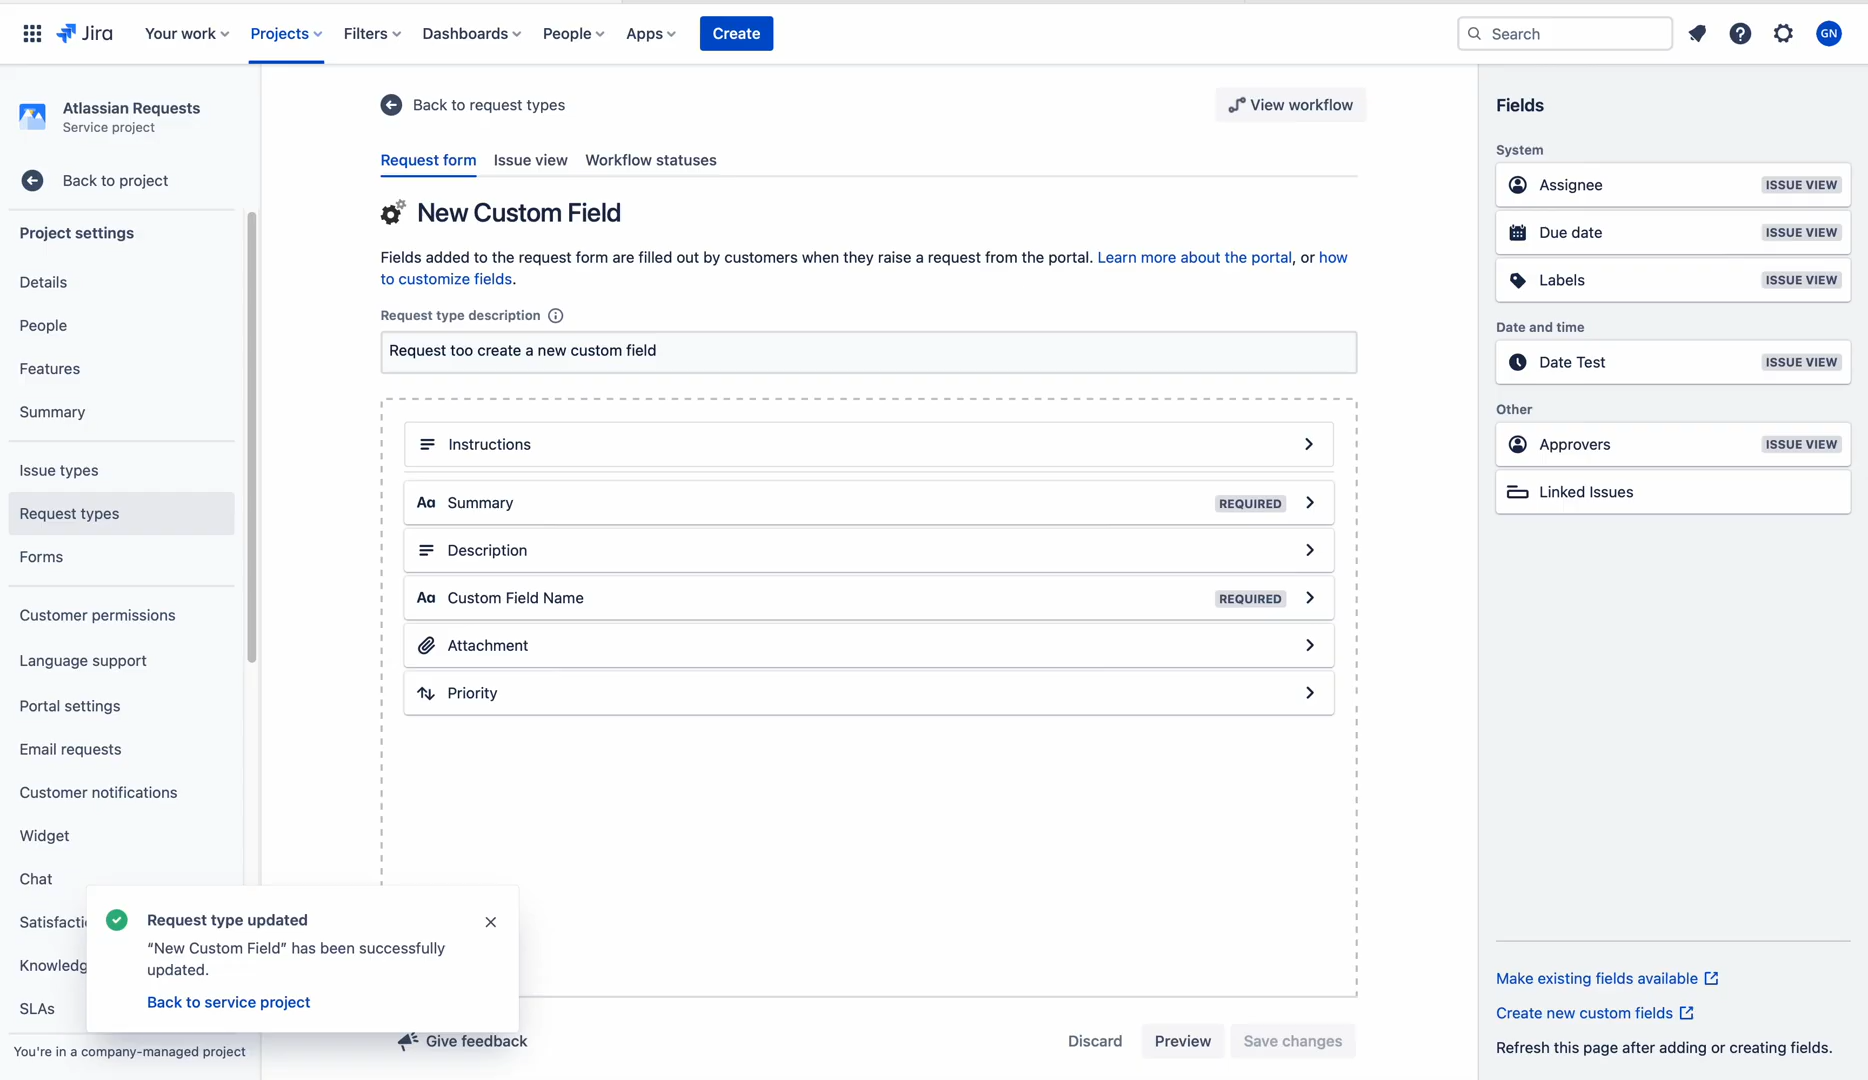 Jira
Your work
Projects
Filters
Dashboards
People
Apps
Create
Search
GN
Atlassian Requests
Service project
Back to project
Project settings
Details
People
Features
Summary
Issue types
Request types
Forms
Customer permissions
Language support
Portal settings
Email requests
Customer notifications
Widget
Chat
Satisfacti
Knowledg
SLAs
You're in a company-managed project
Back to request types
View workflow
Request form
Issue view
Workflow statuses
New Custom Field
Fields added to the request form are filled out by customers when they raise a request from the portal. Learn more about the portal, or how
to customize fields.
Request type description
Request too create a new custom field
Instructions
Summary REQUIRED
Description
Custom Field Name REQUIRED
Attachment
Priority
Request type updated
“New Custom Field” has been successfully
updated.
Back to service project
Give feedback
Discard
Preview
Save changes
Fields
System
Assignee ISSUE VIEW
Due date ISSUE VIEW
Labels ISSUE VIEW
Date and time
Date Test ISSUE VIEW
Other
Approvers ISSUE VIEW
Linked Issues
Make existing fields available
Create new custom fields
Refresh this page after adding or creating fields.